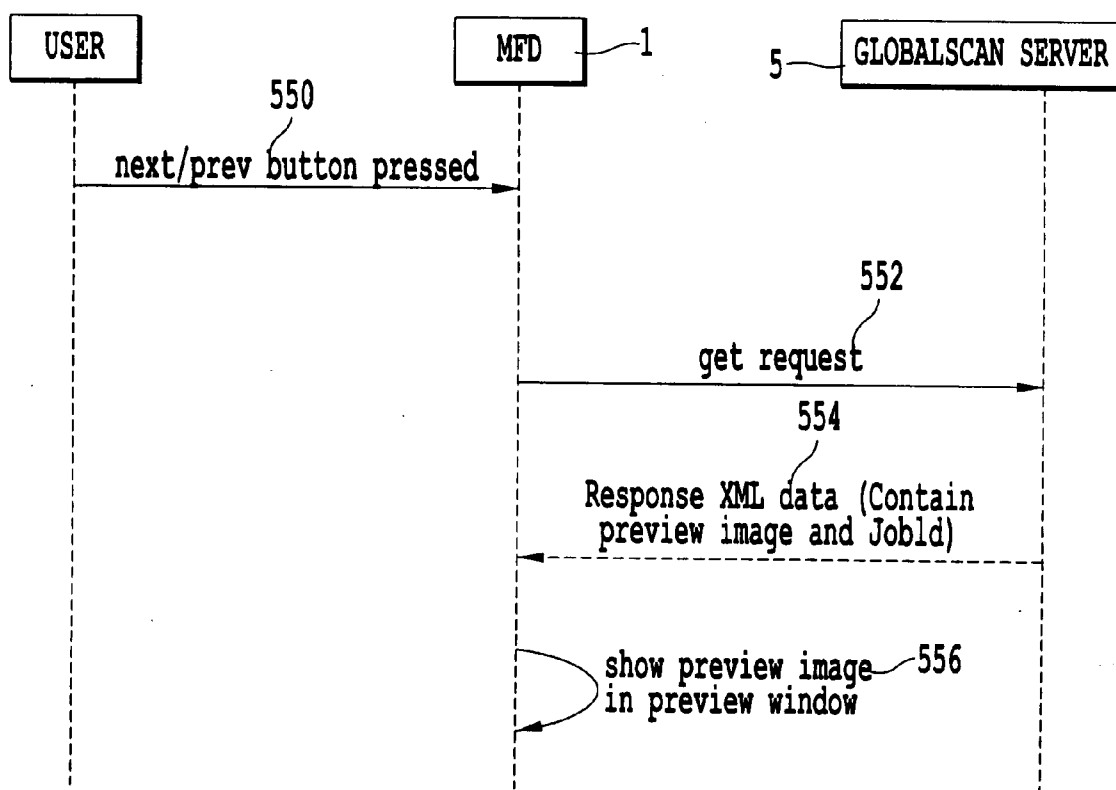 USER
MFD
1
5
GLOBALSCAN SERVER
550
next/prev button pressed
552
get request
554
Response XML data (Contain
preview image and JobId)
show preview image
556
in preview window